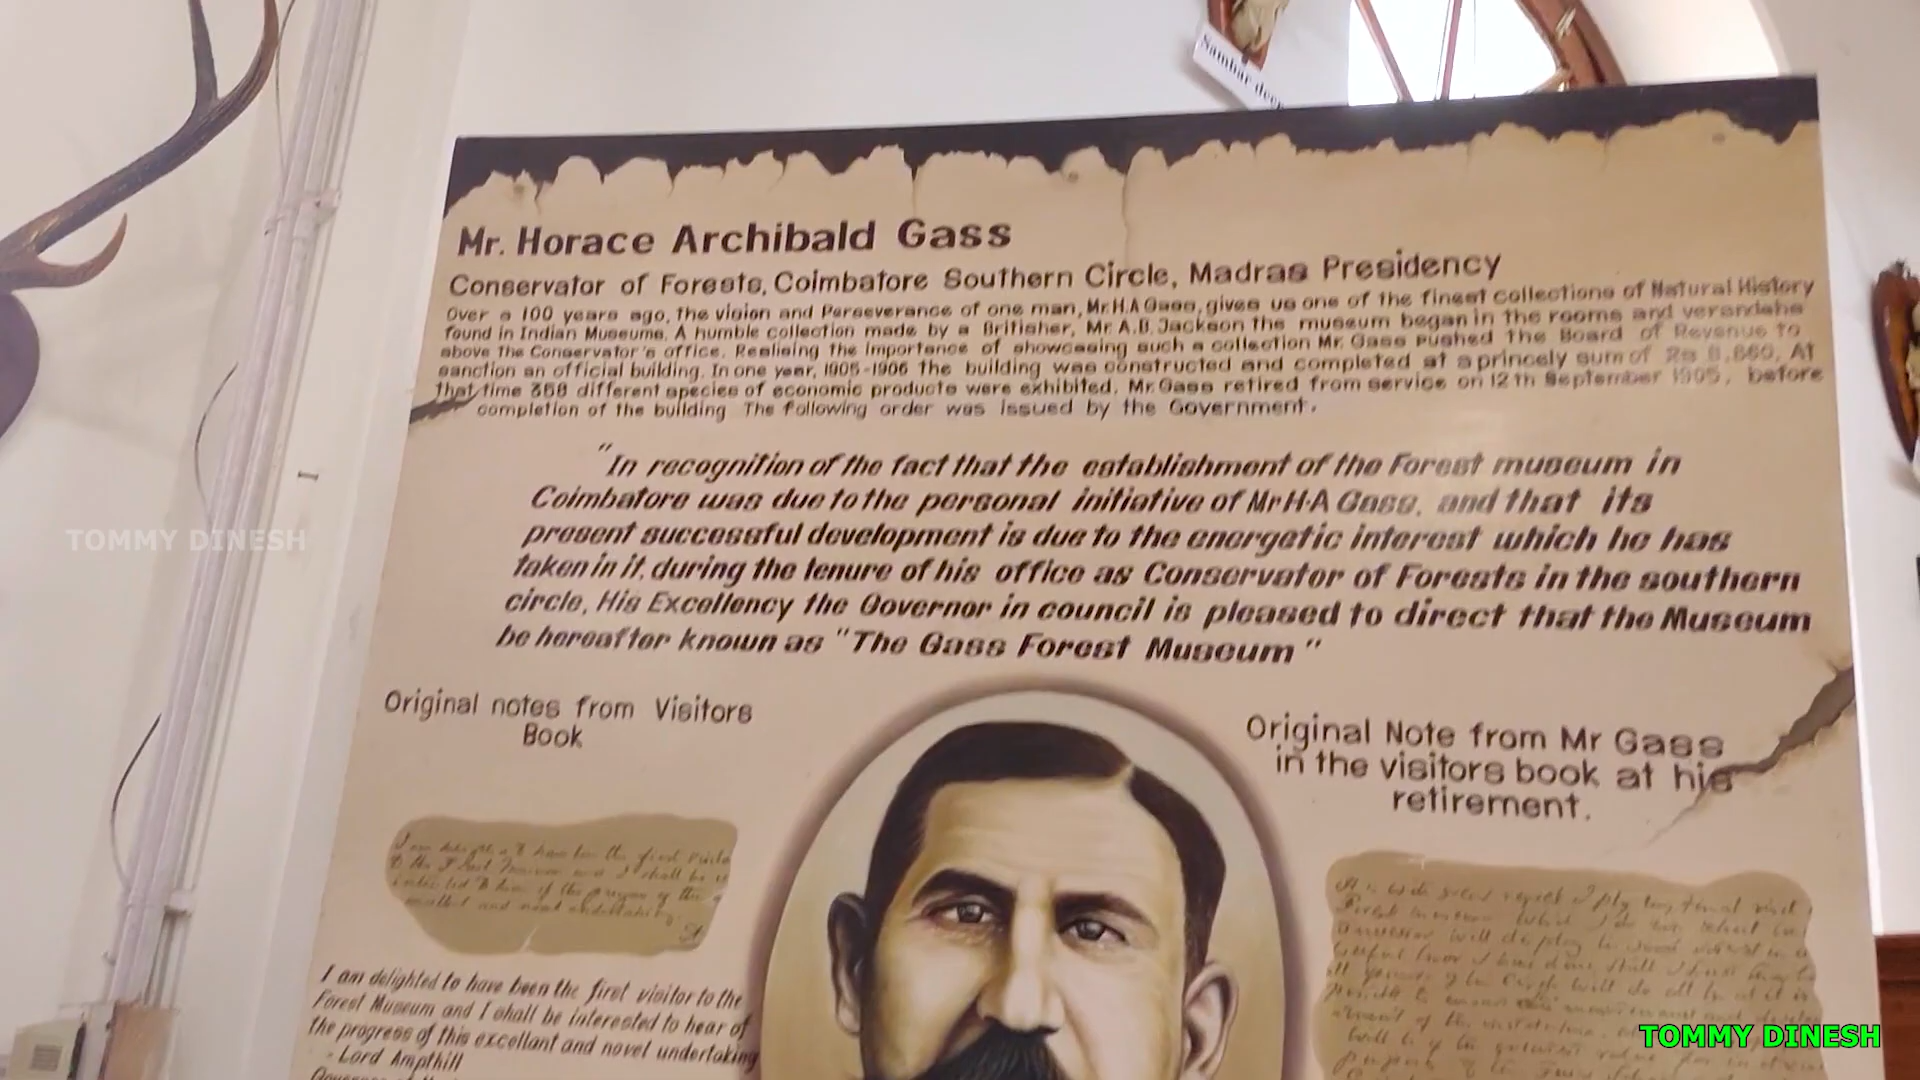 Sambar deer
Mr. Horace Archibald Gass
Conservator of Forests, Coimbatore Southern Circle, Madras Presidency
Over a 100 years ago, the vision and Perseverance of one man, Mr.H.A Gass, gives us one of the finest collections of Natural History
found in Indian Museums. A humble collection made by a Britisher, Mr. A.B. Jackson the museum began in the rooms and verandahs
above the Conservator's office. Realising the importance of showcasing such a collection Mr. Gass pushed the Board of Revenue to
sanction an official building. In one year, 1905-1906 the building was constructed and completed at a princely sum of Rs 8,660. At
that time 358 different species of economic products were exhibited. Mr.Gass retired from service on 12th September 1905, before
completion of the building The following order was issued by the Government.
"In recognition of the fact that the establishment of the Forest museum in
Coimbatore was due to the personal initiative of Mr H.A Gass, and that its
present successful development is due to the energetic interest which he has
taken in it, during the tenure of his office as Conservator of Forests in the southern
circle, His Excellency the Governor in council is pleased to direct that the Museum
be hereafter known as "The Gass Forest Museum"
TOMMY DINESH
Original notes from Visitors
Book
Original Note from Mr Gass
in the visitors book at his
retirement.
I am delighted to have been the first visitor to the
Forest Museum and I shall be interested to hear of
the progress of this excellant and novel undertaking
- Lord Ampthill
TOMMY DINESH